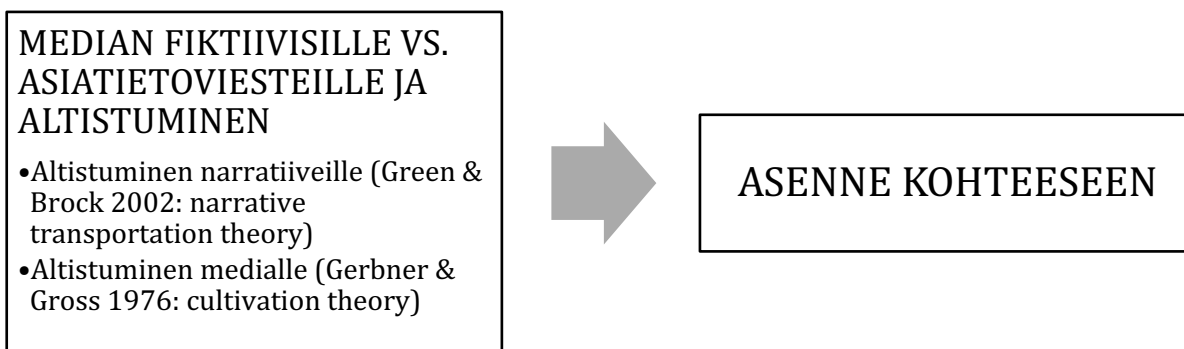 MEDIAN FIKTIIVISILLE VS.
ASIATIETOVIESTEILLE JA
ALTISTUMINEN
•Altistuminen narratiiveille (Green &
Brock 2002: narrative
transportation theory)
•Altistuminen medialle (Gerbner &
Gross 1976: cultivation theory)
ASENNE KOHTEESEEN